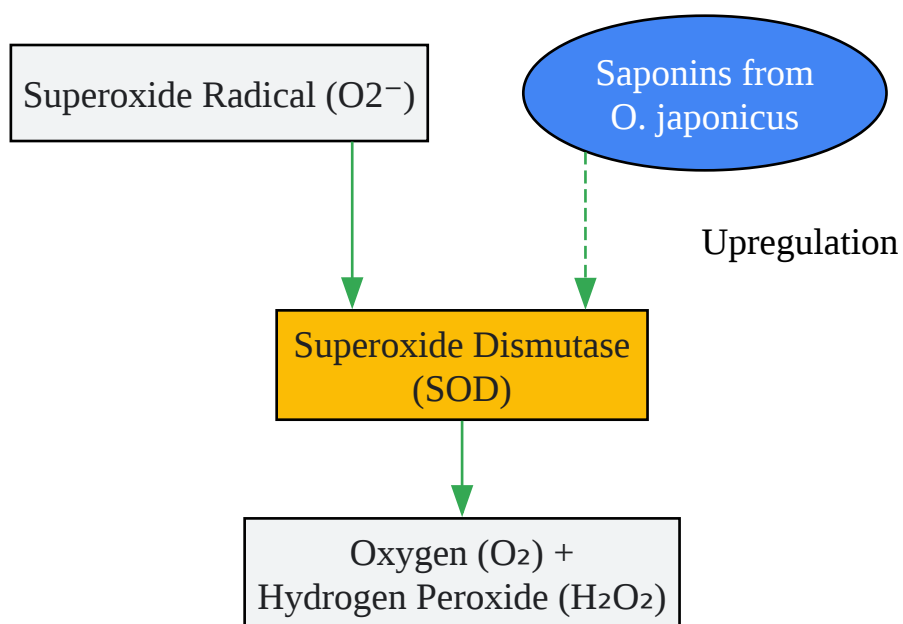 Superoxide Radical (O2⁻)
Saponins from
O. japonicus
Upregulation
Superoxide Dismutase
(SOD)
Oxygen (O₂) +
Hydrogen Peroxide (H₂O₂)